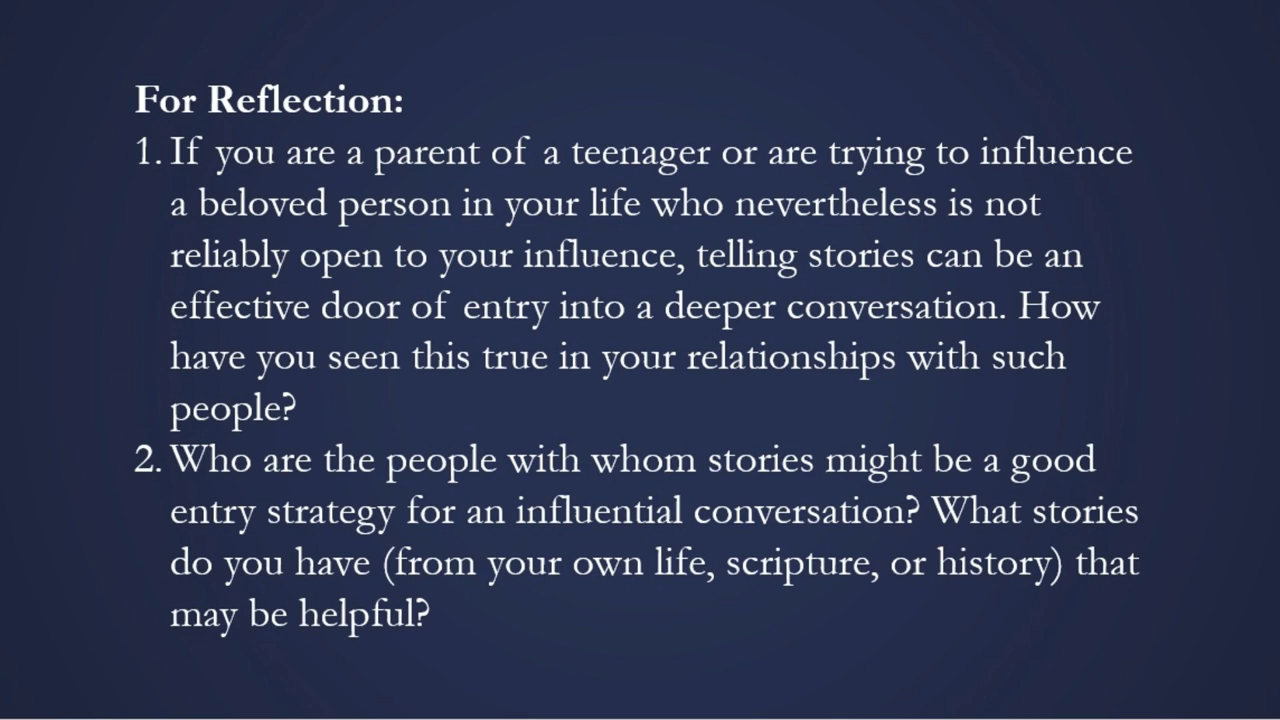 For Reflection:
1. If you are a parent of a teenager or are trying to influence
a beloved person in your life who nevertheless is not
reliably open to your influence, telling stories can be an
effective door of entry into a deeper conversation. How
have you seen this true in your relationships with such
people?
2. Who are the people with whom stories might be a good
entry strategy for an influential conversation? What stories
do you have (from your own life, scripture, or history) that
may be helpful?